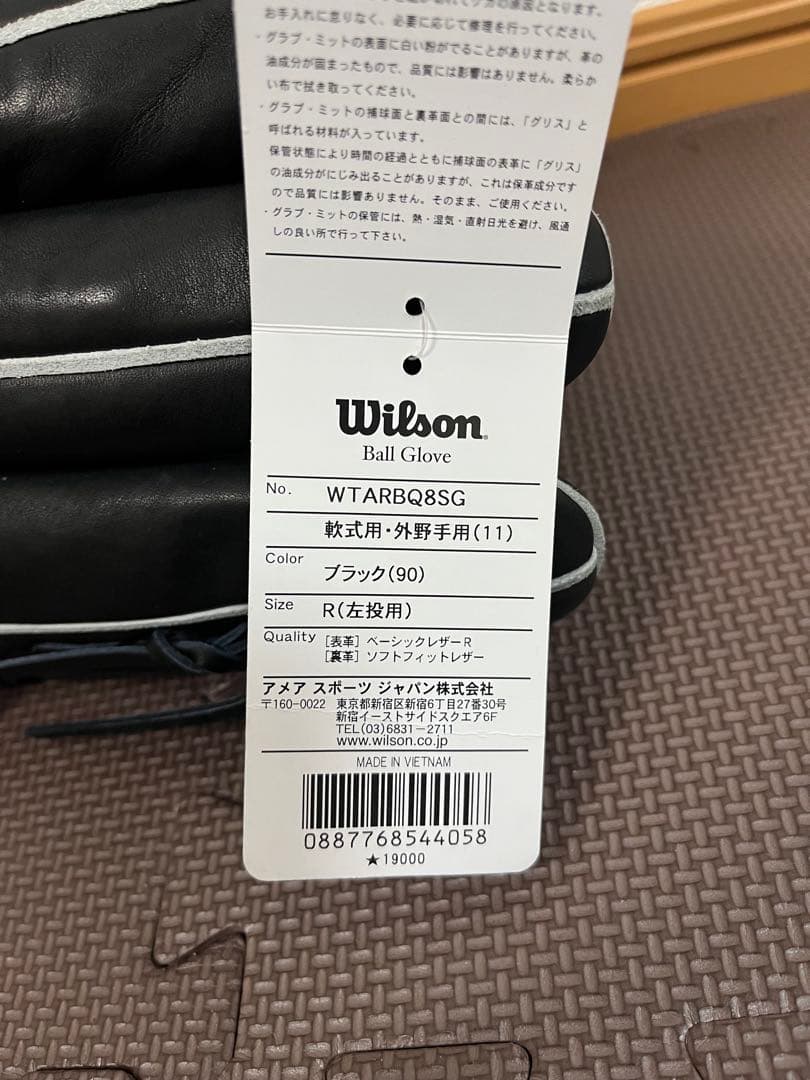 の原因となります。
お手入れに怠りなく、必要に応じて修理を行ってください。
・グラブ・ミットの表面に白い粉がでることがありますが、革の
油成分が固まったもので、品質には影響はありません。柔らか
い布で拭き取ってください。
・グラブ・ミットの捕球面と裏革面との間には、「グリス」と
呼ばれる材料が入っています。
保管状態により時間の経過とともに捕球面の表革に「グリス」
の油成分がにじみ出ることがありますが、これは保革成分です
ので品質には影響ありません。そのまま、ご使用ください。
・グラブ・ミットの保管には、熱・湿気・直射日光を避け、風通
しの良い所で行って下さい。
Wilson
Ball Glove
No. WTARBQ8SG
軟式用・外野手用(11)
Color ブラック(90)
Size R(左投用)
Quality [表革] ベーシックレザーR
[裏革] ソフトフィットレザー
アメア スポーツ ジャパン株式会社
〒160-0022 東京都新宿区新宿6丁目27番30号
新宿イーストサイドスクエア6F
TEL(03)6831-2711
www.wilson.co.jp
MADE IN VIETNAM
0887768544058
★19000